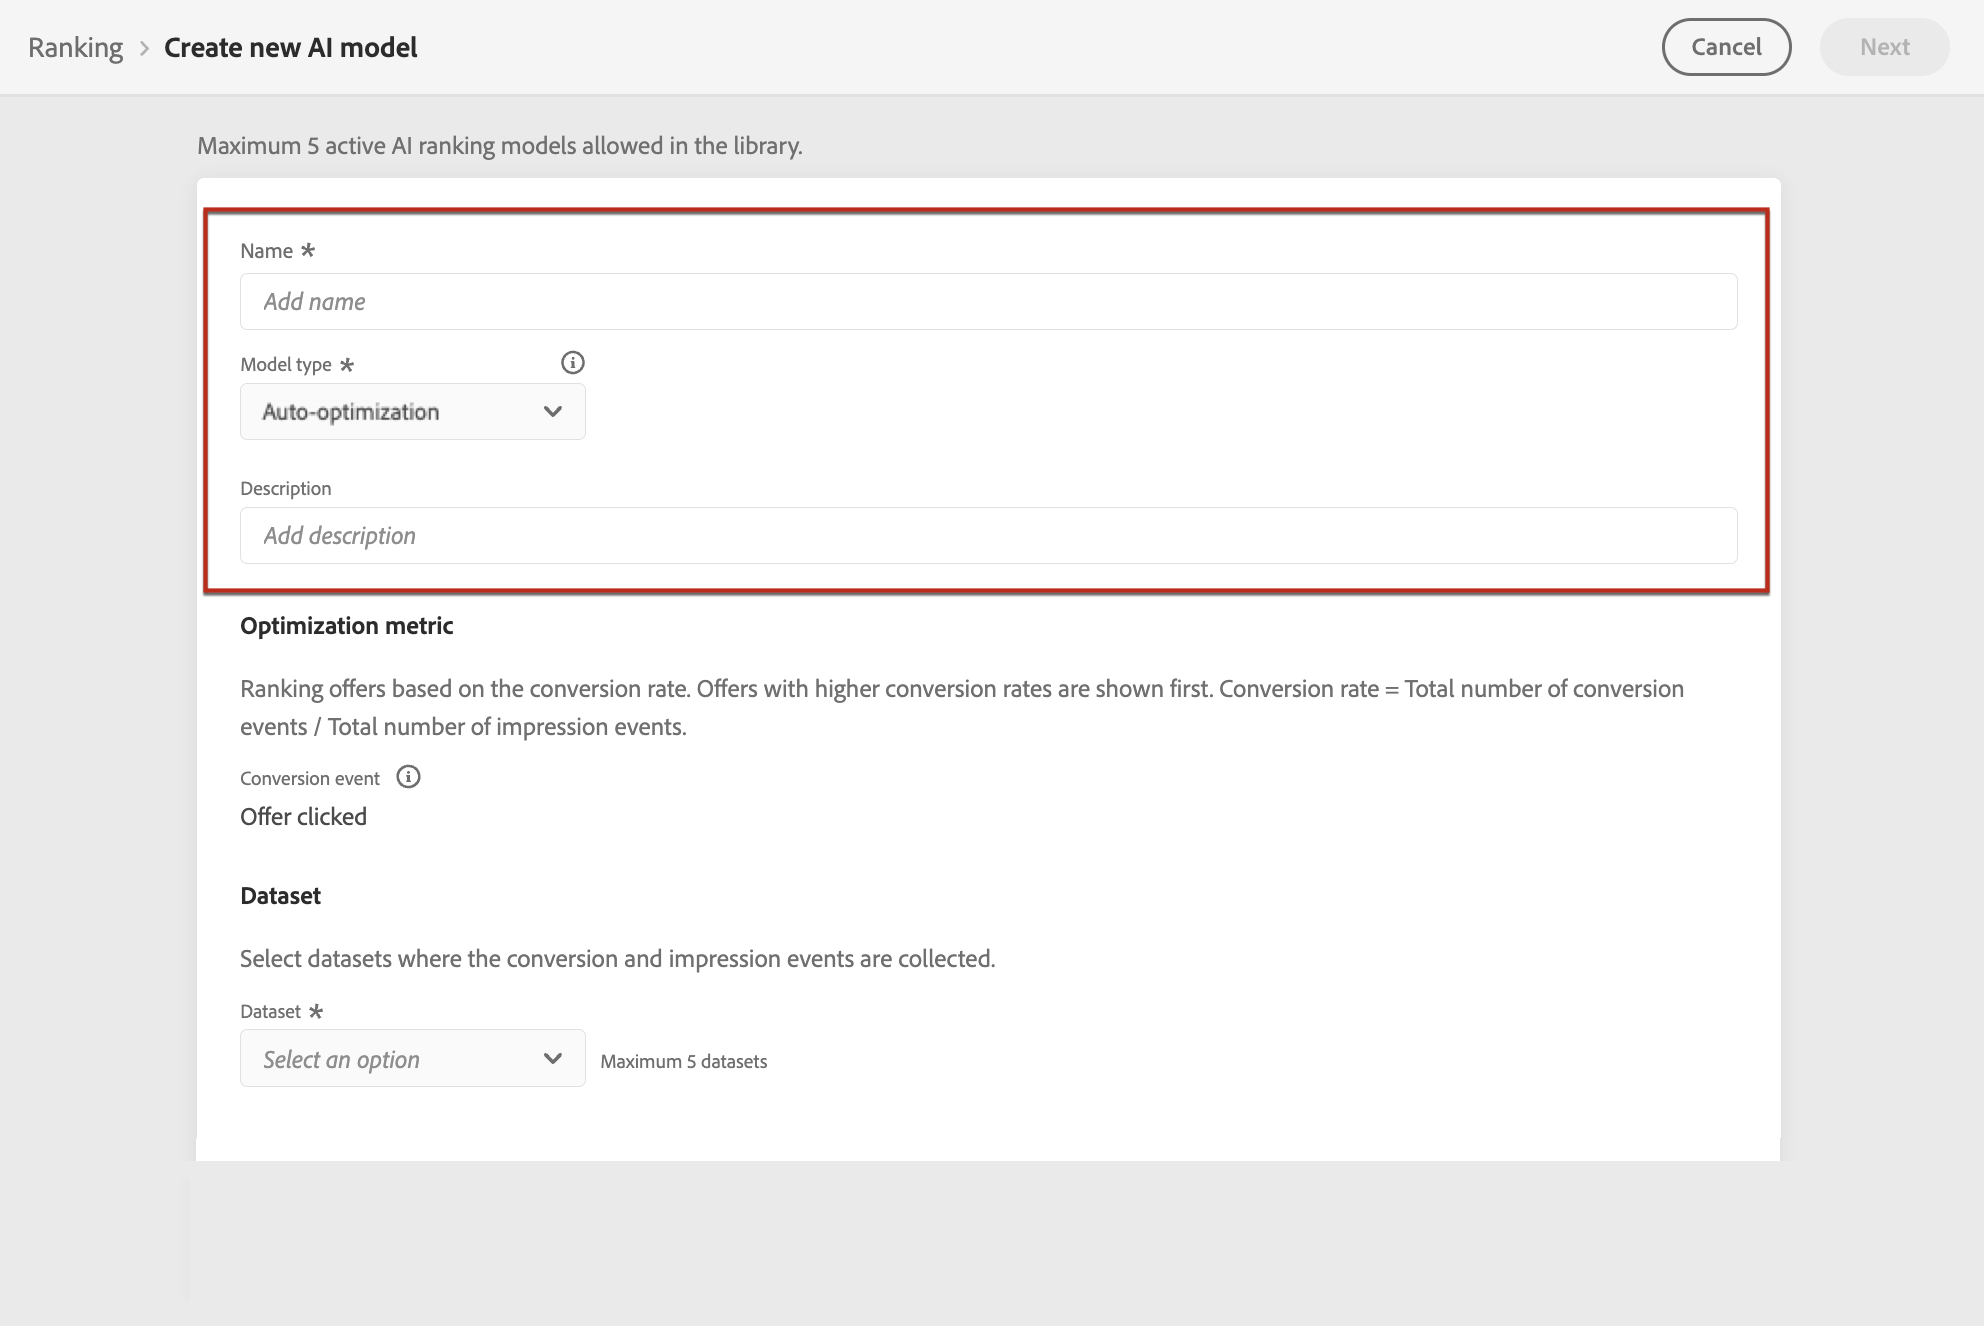 Ranking > Create new AI model
Cancel
Next
Maximum 5 active AI ranking models allowed in the library.
Name *
Add name
Model type *
Auto-optimization
Description
Add description
Optimization metric
Ranking offers based on the conversion rate. Offers with higher conversion rates are shown first. Conversion rate = Total number of conversion
events / Total number of impression events.
Conversion event
Offer clicked
Dataset
Select datasets where the conversion and impression events are collected.
Dataset *
Select an option
Maximum 5 datasets